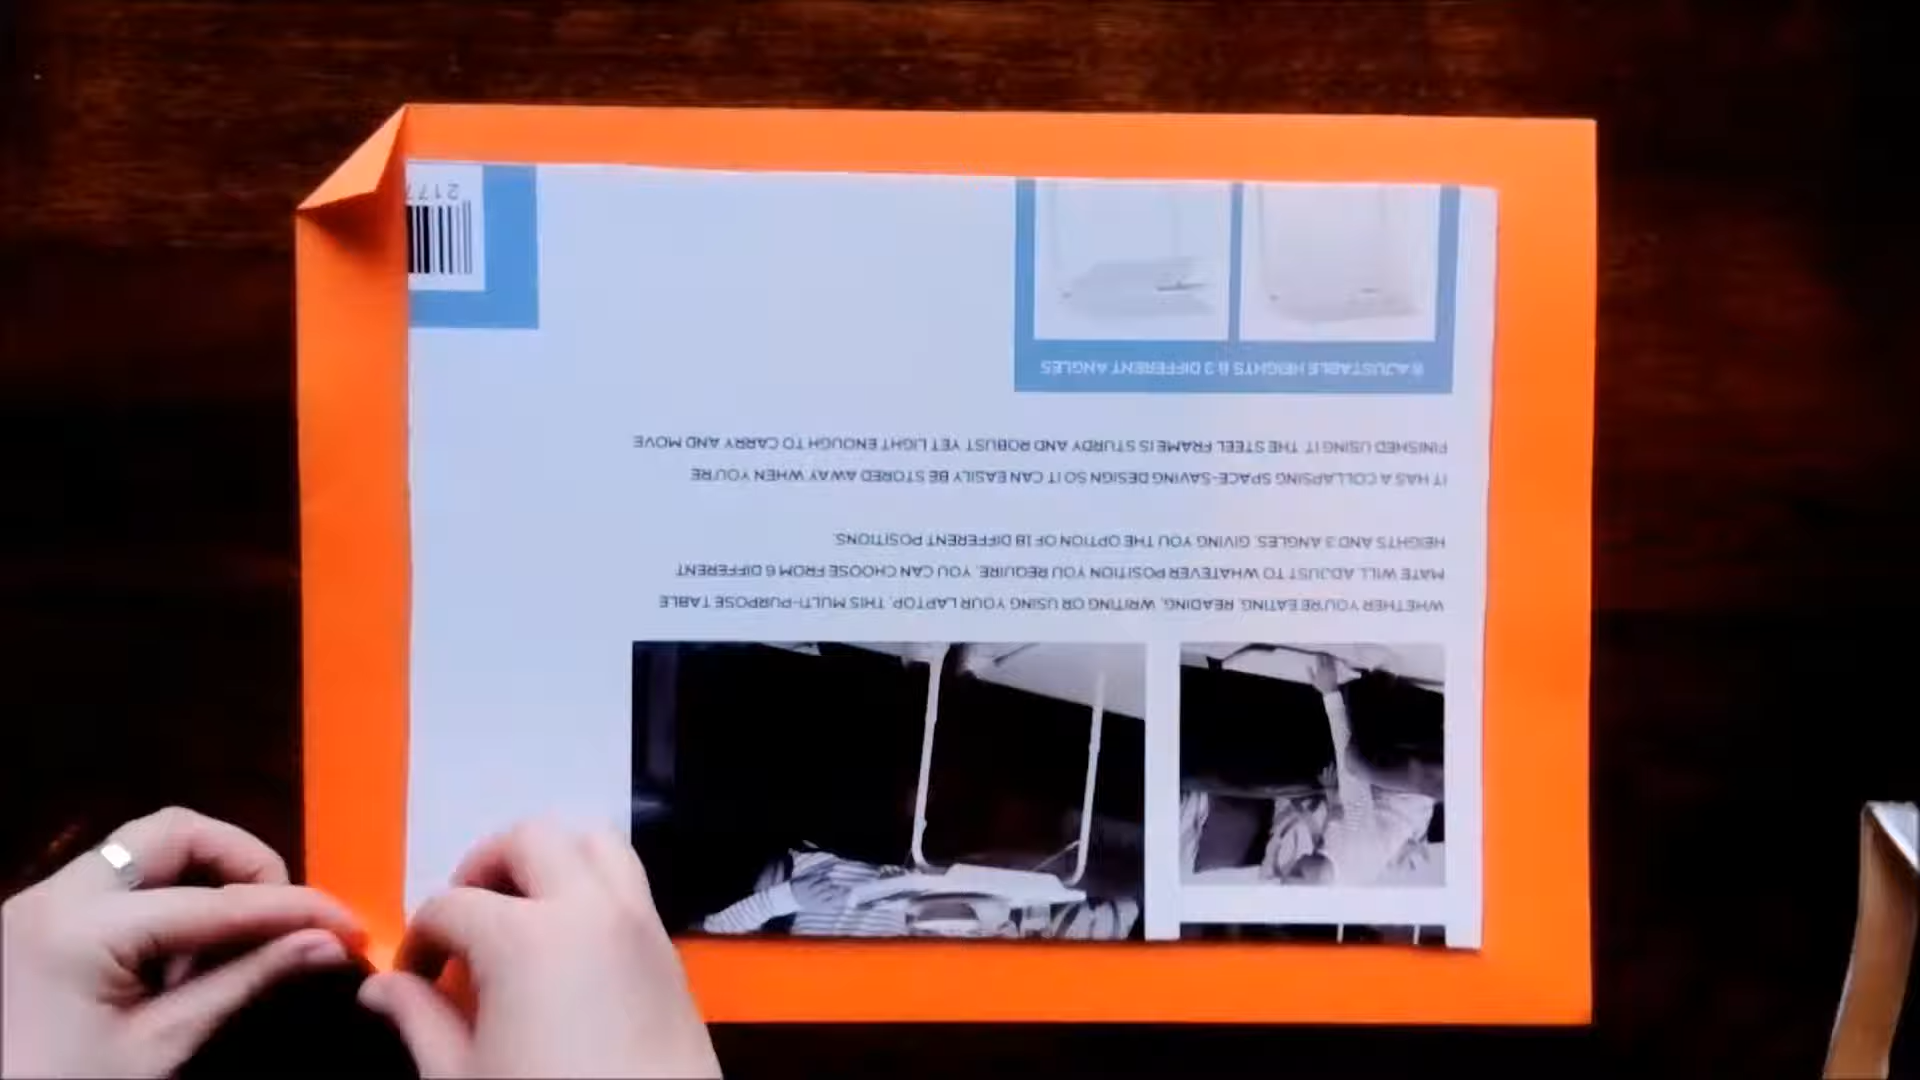 WHETHER YOU'RE EATING, READING, WRITING OR USING YOUR LAPTOP, THIS MULTI-PURPOSE TABLE
MATE WILL ADJUST TO WHATEVER POSITION YOU REQUIRE. YOU CAN CHOOSE FROM 6 DIFFERENT
HEIGHTS AND 3 ANGLES, GIVING YOU THE OPTION OF 18 DIFFERENT POSITIONS.
IT HAS A COLLAPSING SPACE-SAVING DESIGN SO IT CAN EASILY BE STORED AWAY WHEN YOU'RE
FINISHED USING IT. THE STEEL FRAME IS STURDY AND ROBUST YET LIGHT ENOUGH TO CARRY AND MOVE
6 ADJUSTABLE HEIGHTS & 3 DIFFERENT ANGLES
2177